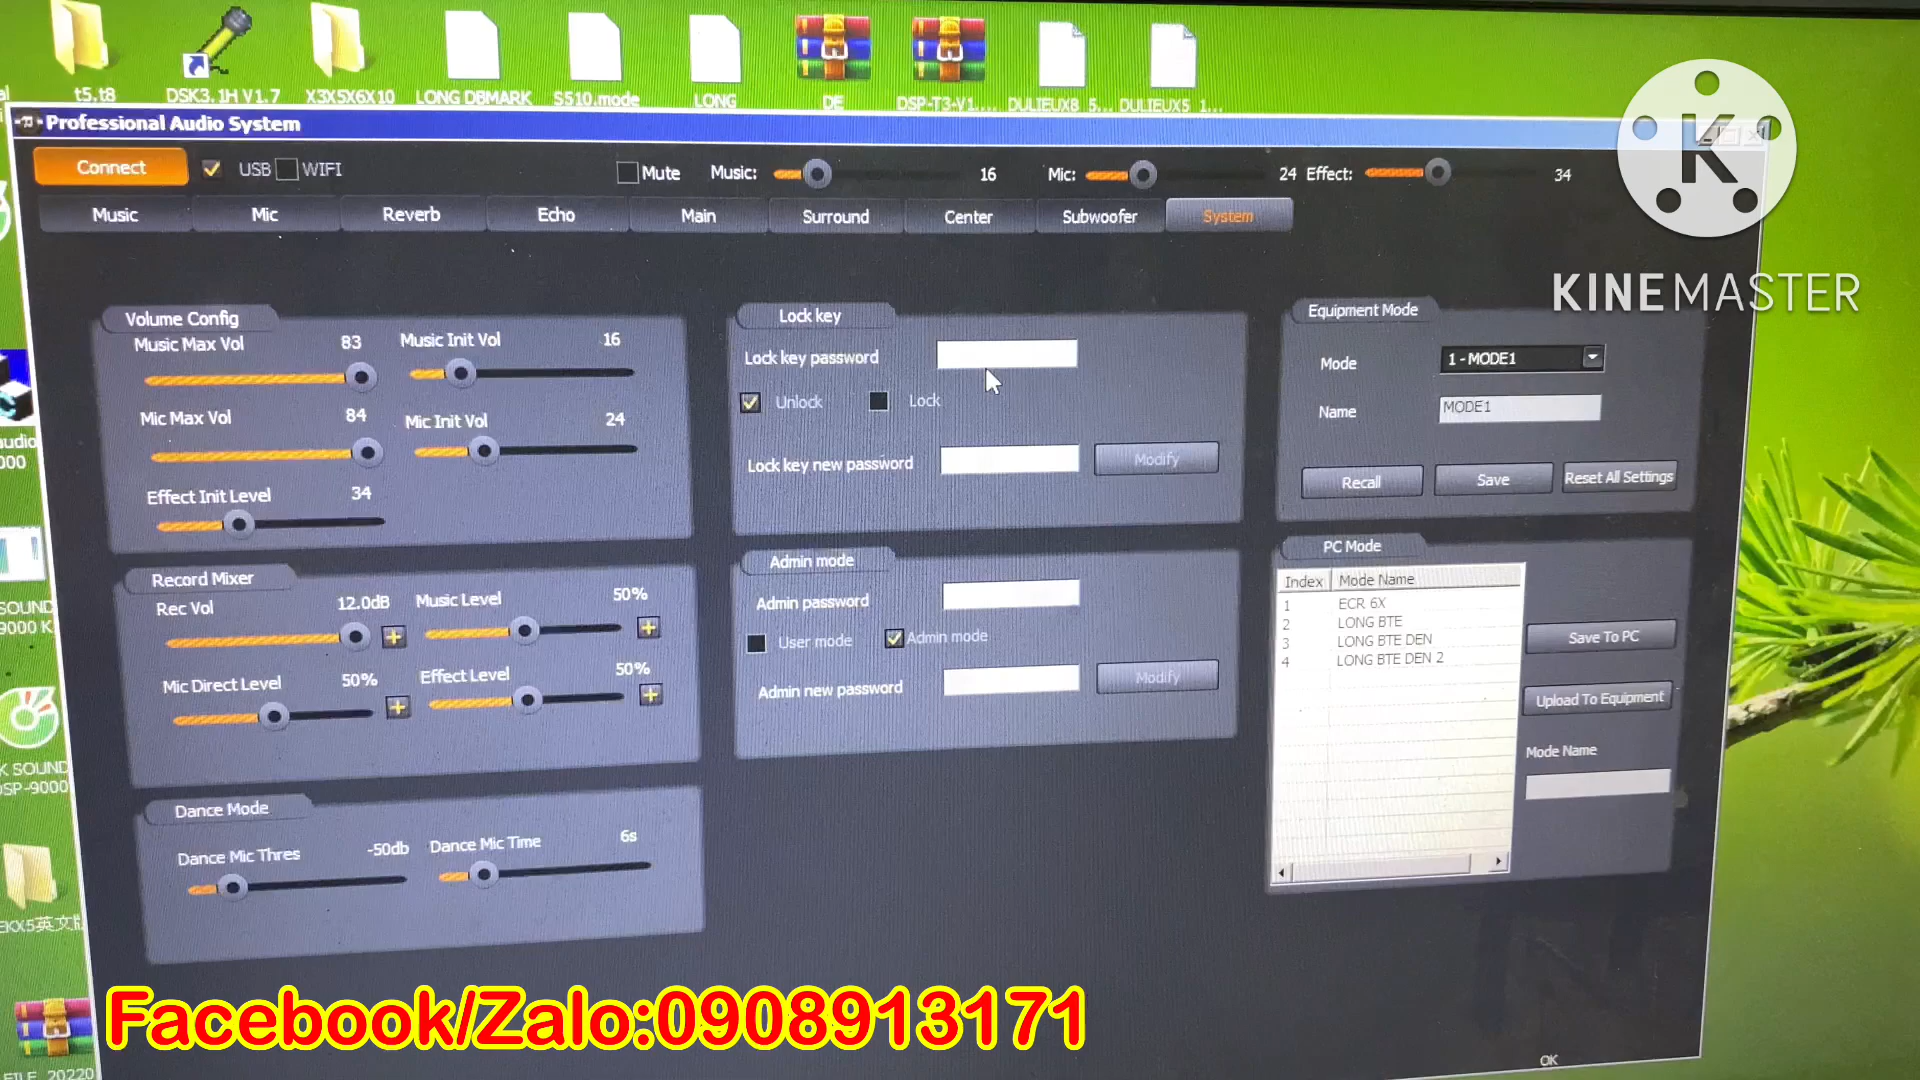 t5.t8
DSK3.1H V1.7
X3X5X6X10
LONG DBMARK
S510.mode
LONG
DE
DSP-T3-V1....
DULIEUX8_5...
DULIEUX5_1...
Professional Audio System
KINEMASTER
Connect
USB
WIFI
Mute
Music:
16
Mic:
24
Effect:
34
Music
Mic
Reverb
Echo
Main
Surround
Center
Subwoofer
System
Volume Config
Music Max Vol
83
Music Init Vol
16
Mic Max Vol
84
Mic Init Vol
24
Effect Init Level
34
Lock key
Lock key password
Unlock
Lock
Lock key new password
Modify
Equipment Mode
Mode
1 - MODE1
Name
MODE1
Recall
Save
Reset All Settings
Record Mixer
Rec Vol
12.0dB
Music Level
50%
Mic Direct Level
50%
Effect Level
50%
Admin mode
Admin password
User mode
Admin mode
Admin new password
Modify
PC Mode
Index
Mode Name
1 ECR 6X
2 LONG BTE
3 LONG BTE DEN
4 LONG BTE DEN 2
Save To PC
Upload To Equipment
Mode Name
Dance Mode
Dance Mic Thres
-50db
Dance Mic Time
6s
OK
Facebook/Zalo:0908913171